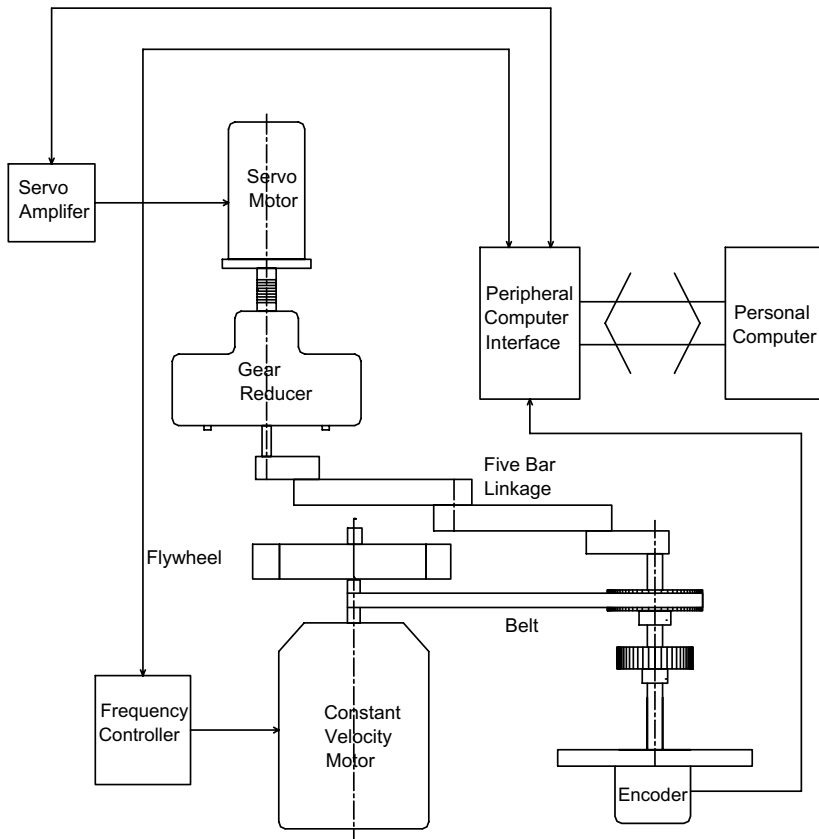 Servo
Amplifer
Servo
Motor
Peripheral
Computer
Interface
Personal
Computer
Gear
Reducer
Five Bar
Linkage
Flywheel
Belt
Frequency
Controller
Constant
Velocity
Motor
Encoder